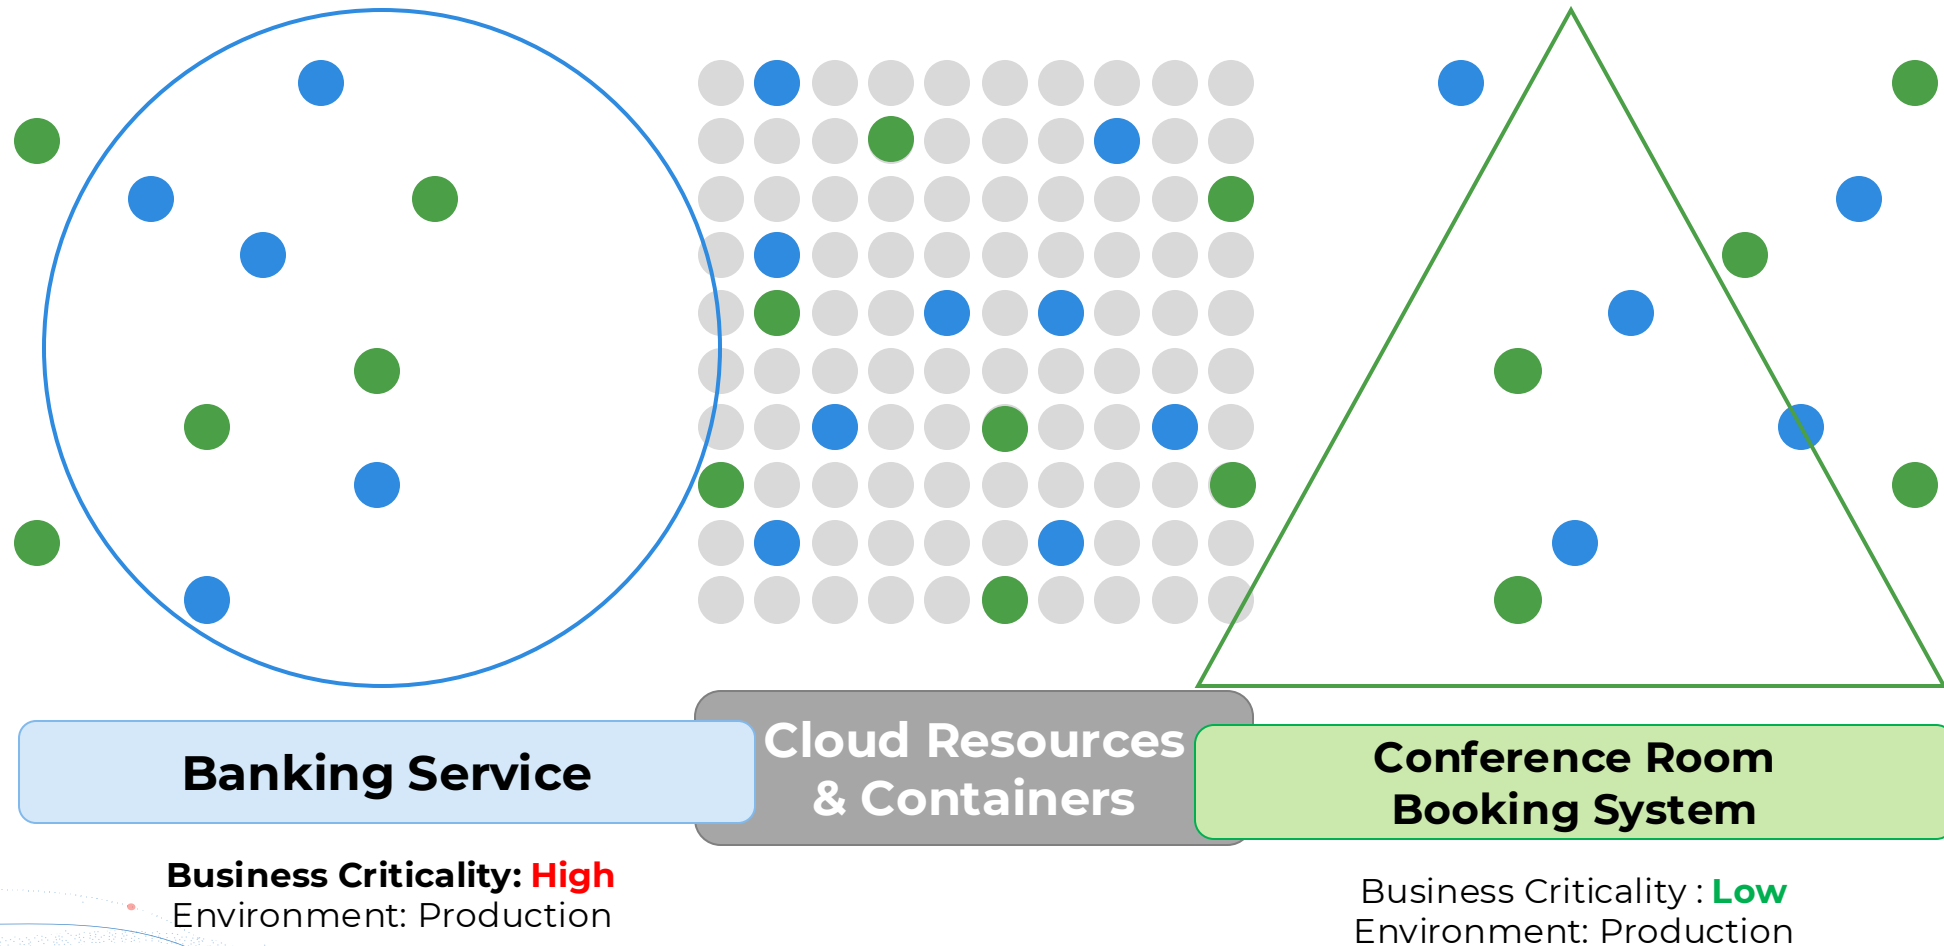 Banking Service
Cloud Resources
& Containers
Conference Room
Booking System
Business Criticality: High
Environment: Production
Business Criticality : Low
Environment: Production